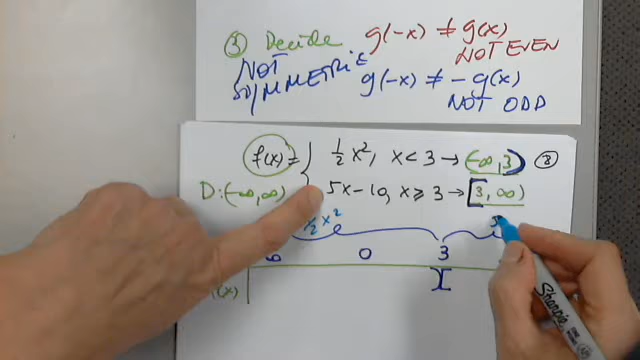 ③ Decide g(-x) ≠ g(x)
NOT EVEN
NOT SYMMETRIC g(-x) ≠ -g(x)
NOT ODD
f(x) = { ½x², x < 3 → (-∞, 3) ③
D: (-∞, ∞) 5x - 10, x ⩾ 3 → [3, ∞)
½x²
0 3
(x) ][
Sharpie